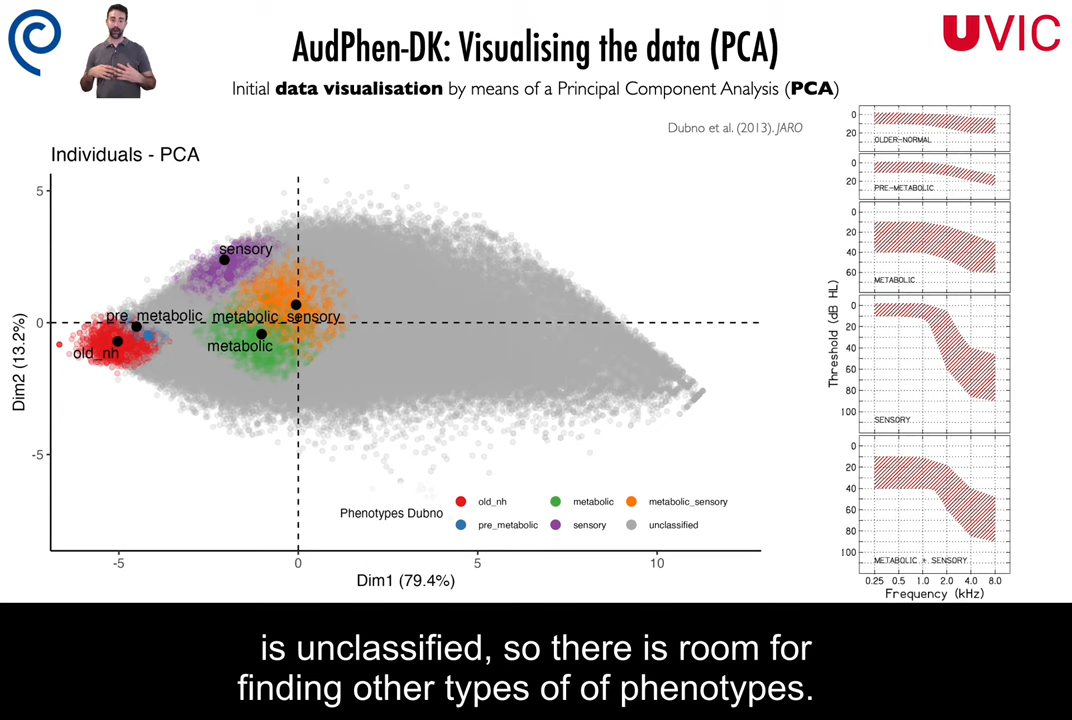 AudPhen-DK: Visualising the data (PCA)
UVIC
Initial data visualisation by means of a Principal Component Analysis (PCA)
Dubno et al. (2013). JARO
Individuals - PCA
5
0
-5
Dim2 (13.2%)
sensory
pre_metabolic
metabolic_sensory
metabolic
old_nh
Phenotypes Dubno
old_nh
metabolic
metabolic_sensory
pre_metabolic
sensory
unclassified
-5
0
5
10
Dim1 (79.4%)
0
20
OLDER-NORMAL
0
20
PRE-METABOLIC
0
20
40
60
METABOLIC
0
20
40
60
80
100
SENSORY
0
20
40
60
80
100
METABOLIC + SENSORY
Threshold (dB HL)
0.25 0.5 1.0 2.0 4.0 8.0
Frequency (kHz)
is unclassified, so there is room for
finding other types of of phenotypes.